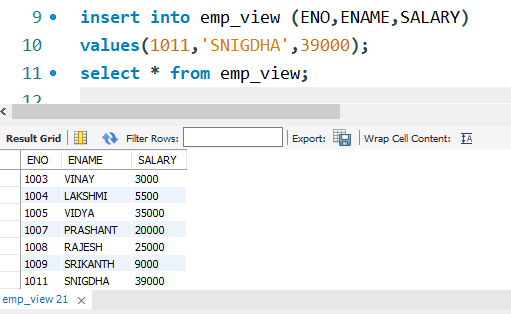 9 insert into emp_view (ENO,ENAME,SALARY)
10 values(1011,'SNIGDHA',39000);
11 select * from emp_view;
12
Result Grid Filter Rows: Export: Wrap Cell Content: IA
ENO ENAME SALARY
1003 VINAY 3000
1004 LAKSHMI 5500
1005 VIDYA 35000
1007 PRASHANT 20000
1008 RAJESH 25000
1009 SRIKANTH 9000
1011 SNIGDHA 39000
emp_view 21 ×